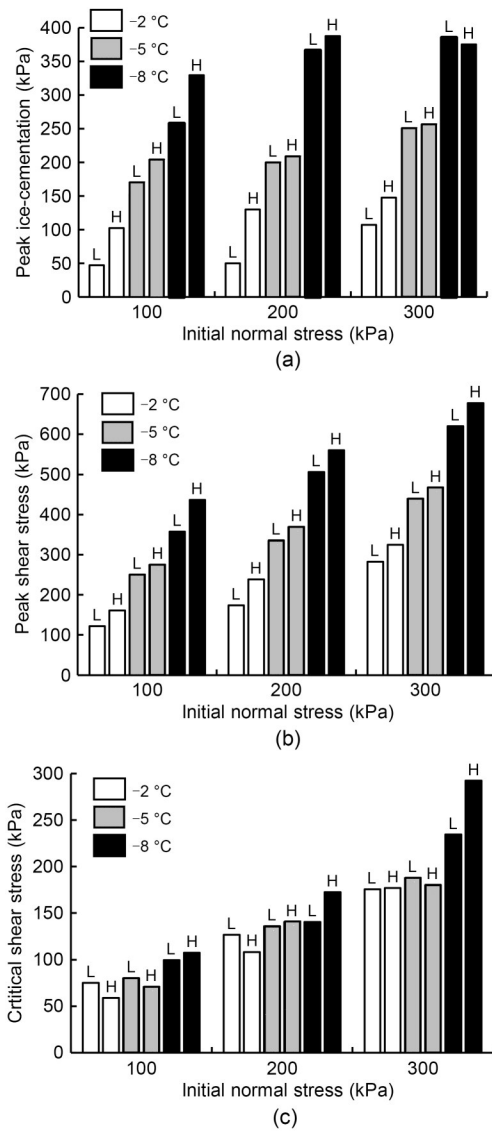 −2 °C
−5 °C
−8 °C
400
350
300
250
200
150
100
50
0
Peak ice-cementation (kPa)
L H L H L H
L H L H L H
L H L H L H
100 200 300
Initial normal stress (kPa)
(a)
−2 °C
−5 °C
−8 °C
700
600
500
400
300
200
100
0
Peak shear stress (kPa)
L H L H L H
L H L H L H
L H L H L H
100 200 300
Initial normal stress (kPa)
(b)
−2 °C
−5 °C
−8 °C
300
250
200
150
100
50
0
Crtitical shear stress (kPa)
L H L H L H
L H L H L H
L H L H L H
100 200 300
Initial normal stress (kPa)
(c)